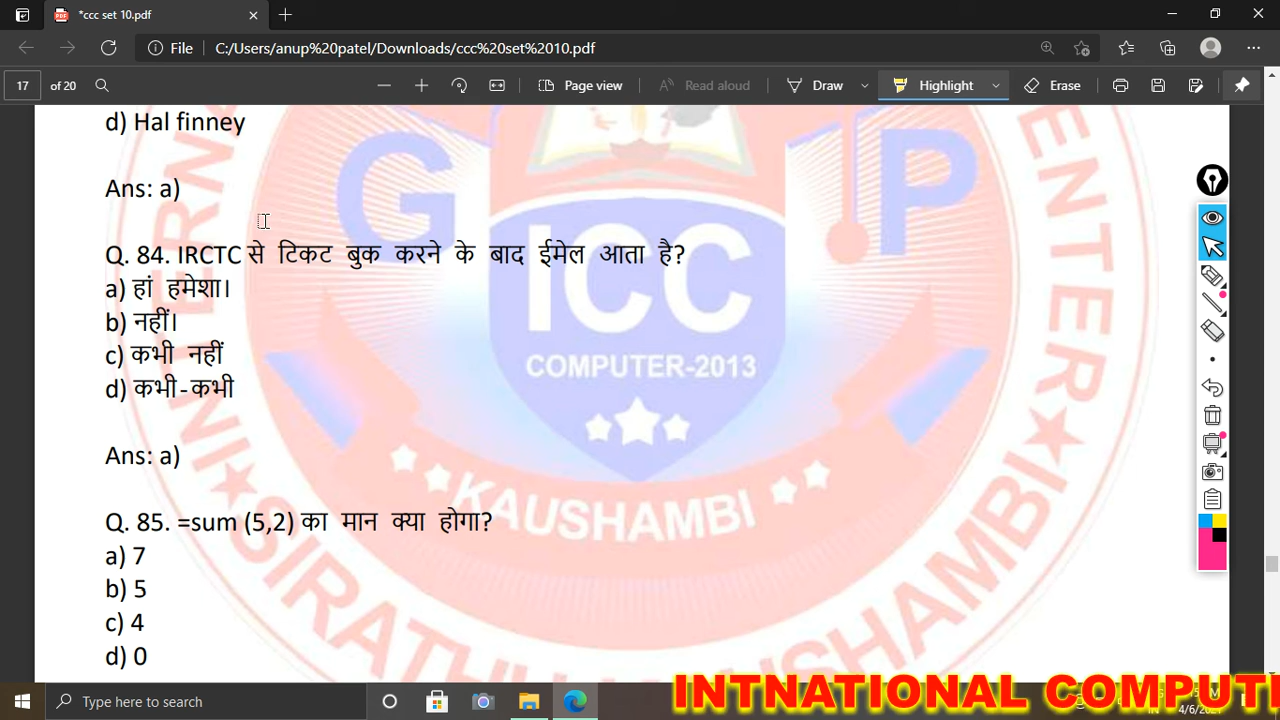 *ccc set 10.pdf
File C:/Users/anup%20patel/Downloads/ccc%20set%2010.pdf
17 of 20 Page view Read aloud Draw Highlight Erase
d) Hal finney
Ans: a)
Q. 84. IRCTC से टिकट बुक करने के बाद ईमेल आता है?
a) हां हमेशा।
b) नहीं।
c) कभी नहीं
d) कभी-कभी
Ans: a)
Q. 85. =sum (5,2) का मान क्या होगा?
a) 7
b) 5
c) 4
d) 0
G P
ICC
COMPUTER-2013
KAUSHAMBI
SIRATHU KAUSHAMBI
Type here to search
INTNATIONAL COMPUT
4/6/202